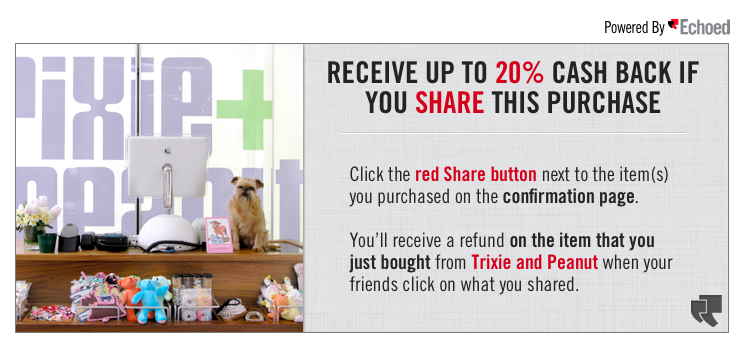 Powered By Echoed
RECEIVE UP TO 20% CASH BACK IF
YOU SHARE THIS PURCHASE
Click the red Share button next to the item(s)
you purchased on the confirmation page.
You'll receive a refund on the item that you
just bought from Trixie and Peanut when your
friends click on what you shared.